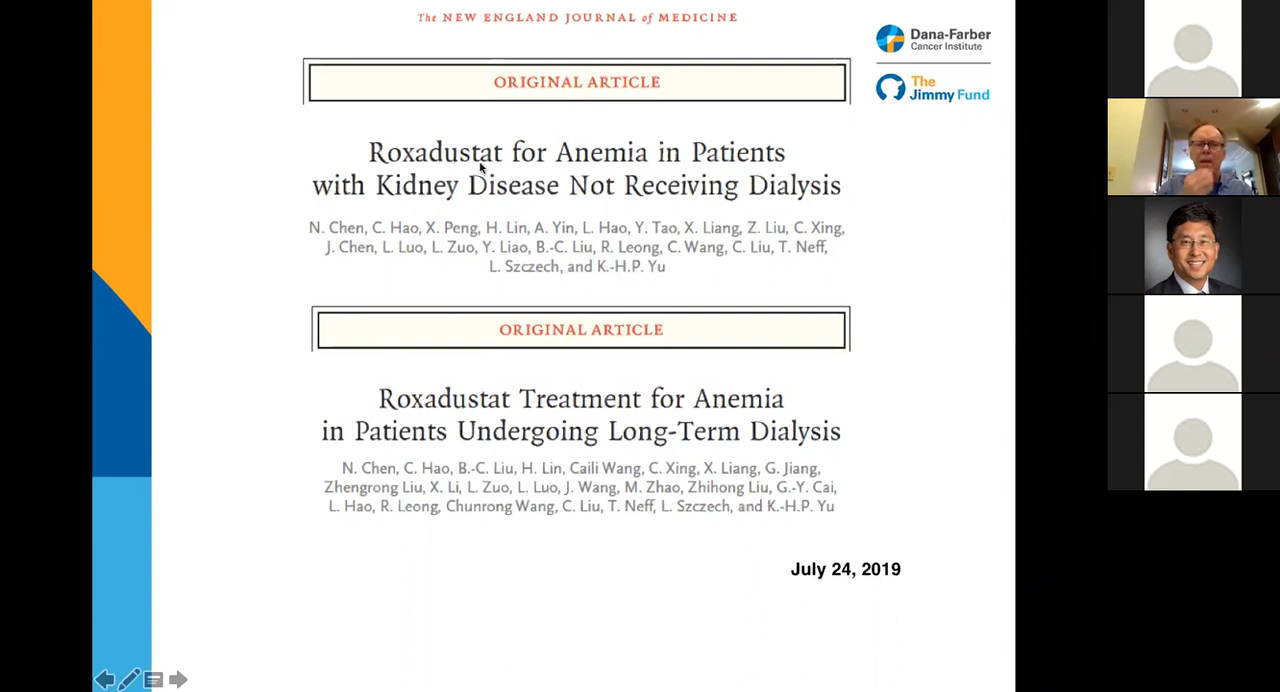 The NEW ENGLAND JOURNAL of MEDICINE
Dana-Farber
Cancer Institute
The
Jimmy Fund
ORIGINAL ARTICLE
Roxadustat for Anemia in Patients
with Kidney Disease Not Receiving Dialysis
N. Chen, C. Hao, X. Peng, H. Lin, A. Yin, L. Hao, Y. Tao, X. Liang, Z. Liu, C. Xing,
J. Chen, L. Luo, L. Zuo, Y. Liao, B.-C. Liu, R. Leong, C. Wang, C. Liu, T. Neff,
L. Szczech, and K.-H.P. Yu
ORIGINAL ARTICLE
Roxadustat Treatment for Anemia
in Patients Undergoing Long-Term Dialysis
N. Chen, C. Hao, B.-C. Liu, H. Lin, Caili Wang, C. Xing, X. Liang, G. Jiang,
Zhengrong Liu, X. Li, L. Zuo, L. Luo, J. Wang, M. Zhao, Zhihong Liu, G.-Y. Cai,
L. Hao, R. Leong, Chunrong Wang, C. Liu, T. Neff, L. Szczech, and K.-H.P. Yu
July 24, 2019